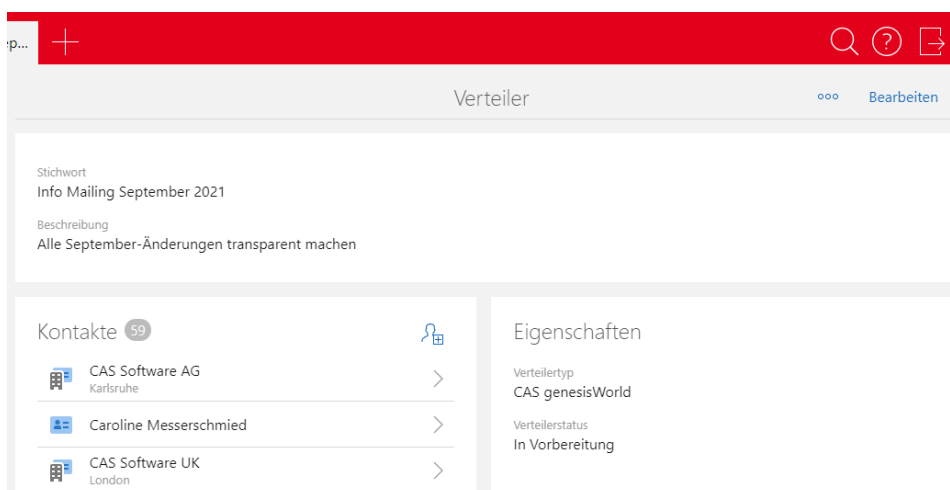 ep...
Verteiler
Bearbeiten
Stichwort
Info Mailing September 2021
Beschreibung
Alle September-Änderungen transparent machen
Kontakte 59
CAS Software AG
Karlsruhe
Caroline Messerschmied
CAS Software UK
London
Eigenschaften
Verteilertyp
CAS genesisWorld
Verteilerstatus
In Vorbereitung